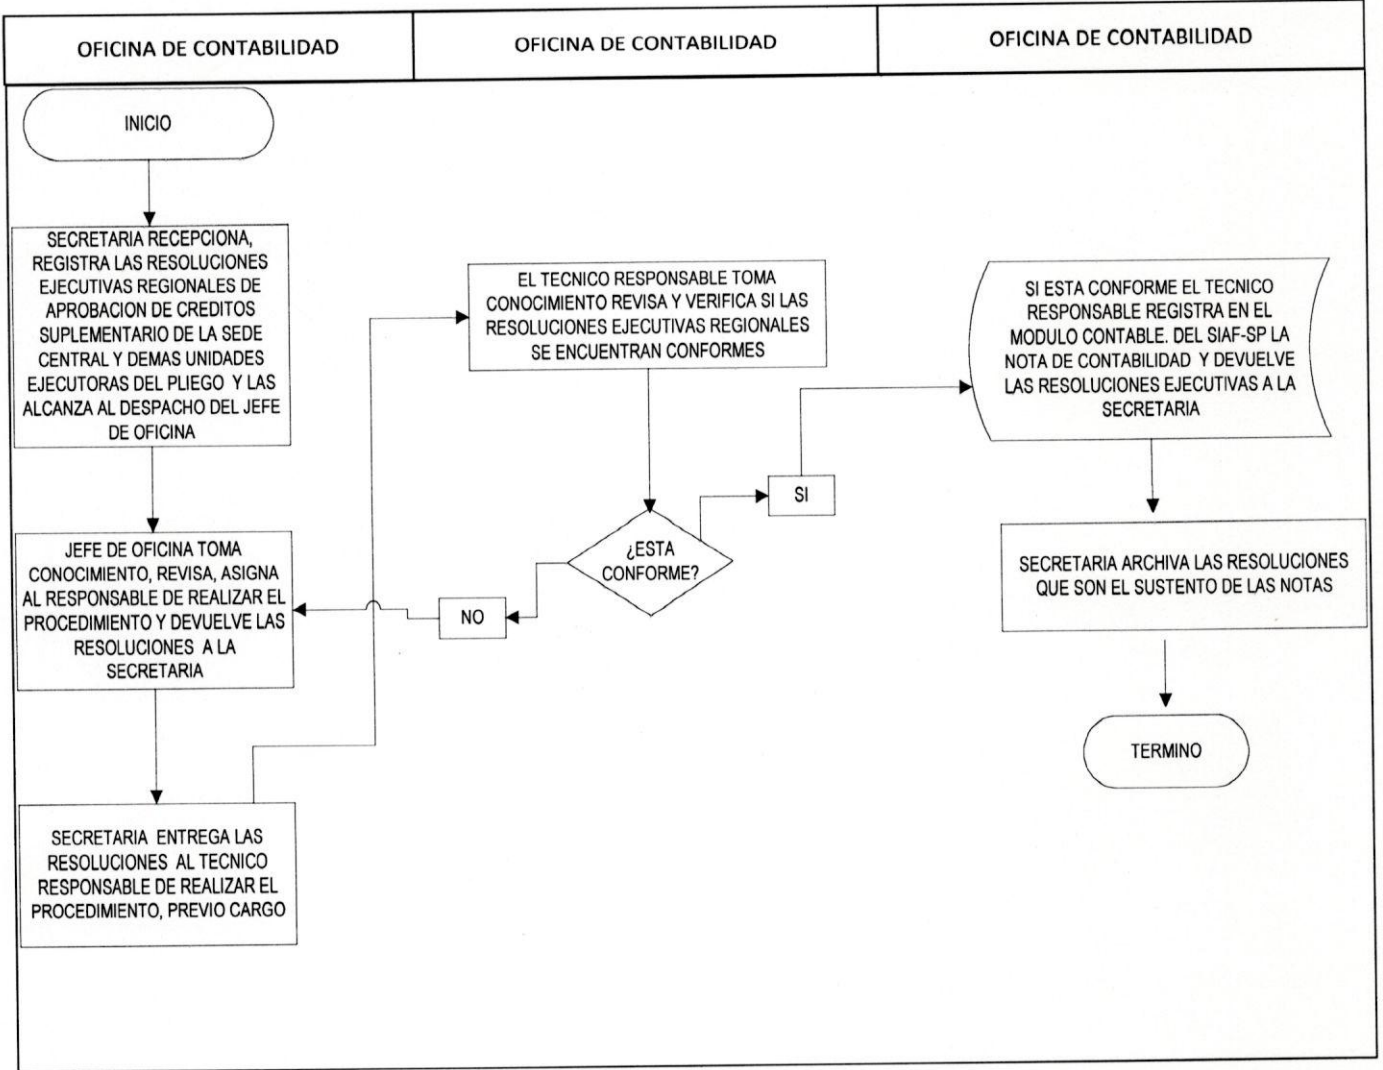 OFICINA DE CONTABILIDAD
OFICINA DE CONTABILIDAD
OFICINA DE CONTABILIDAD
INICIO
SECRETARIA RECEPCIONA,
REGISTRA LAS RESOLUCIONES
EJECUTIVAS REGIONALES DE
APROBACION DE CREDITOS
SUPLEMENTARIO DE LA SEDE
CENTRAL Y DEMAS UNIDADES
EJECUTORAS DEL PLIEGO Y LAS
ALCANZA AL DESPACHO DEL JEFE
DE OFICINA
JEFE DE OFICINA TOMA
CONOCIMIENTO, REVISA, ASIGNA
AL RESPONSABLE DE REALIZAR EL
PROCEDIMIENTO Y DEVUELVE LAS
RESOLUCIONES A LA
SECRETARIA
SECRETARIA ENTREGA LAS
RESOLUCIONES AL TECNICO
RESPONSABLE DE REALIZAR EL
PROCEDIMIENTO, PREVIO CARGO
EL TECNICO RESPONSABLE TOMA
CONOCIMIENTO REVISA Y VERIFICA SI LAS
RESOLUCIONES EJECUTIVAS REGIONALES
SE ENCUENTRAN CONFORMES
¿ESTA
CONFORME?
NO
SI
SI ESTA CONFORME EL TECNICO
RESPONSABLE REGISTRA EN EL
MODULO CONTABLE. DEL SIAF-SP LA
NOTA DE CONTABILIDAD Y DEVUELVE
LAS RESOLUCIONES EJECUTIVAS A LA
SECRETARIA
SECRETARIA ARCHIVA LAS RESOLUCIONES
QUE SON EL SUSTENTO DE LAS NOTAS
TERMINO